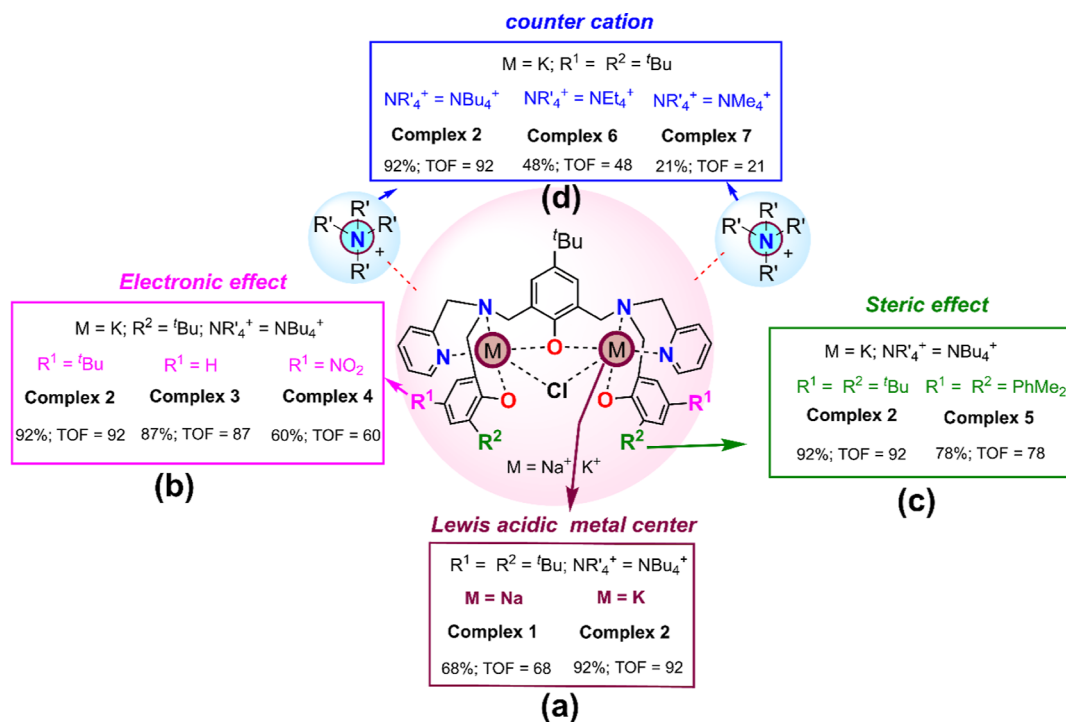 counter cation
M = K; R¹ = R² = ᵗBu
NR'₄⁺ = NBu₄⁺ NR'₄⁺ = NEt₄⁺ NR'₄⁺ = NMe₄⁺
Complex 2 Complex 6 Complex 7
92%; TOF = 92 48%; TOF = 48 21%; TOF = 21
(d)
R'
R' R'
N
+
R'
R'
R' R'
N
+
R'
ᵗBu
Electronic effect
M = K; R² = ᵗBu; NR'₄⁺ = NBu₄⁺
R¹ = ᵗBu R¹ = H R¹ = NO₂
Complex 2 Complex 3 Complex 4
92%; TOF = 92 87%; TOF = 87 60%; TOF = 60
(b)
N N
N M O M N
Cl
O O
R¹ R¹
R² R²
M = Na⁺ K⁺
Steric effect
M = K; NR'₄⁺ = NBu₄⁺
R¹ = R² = ᵗBu R¹ = R² = PhMe₂
Complex 2 Complex 5
92%; TOF = 92 78%; TOF = 78
(c)
Lewis acidic metal center
R¹ = R² = ᵗBu; NR'₄⁺ = NBu₄⁺
M = Na M = K
Complex 1 Complex 2
68%; TOF = 68 92%; TOF = 92
(a)